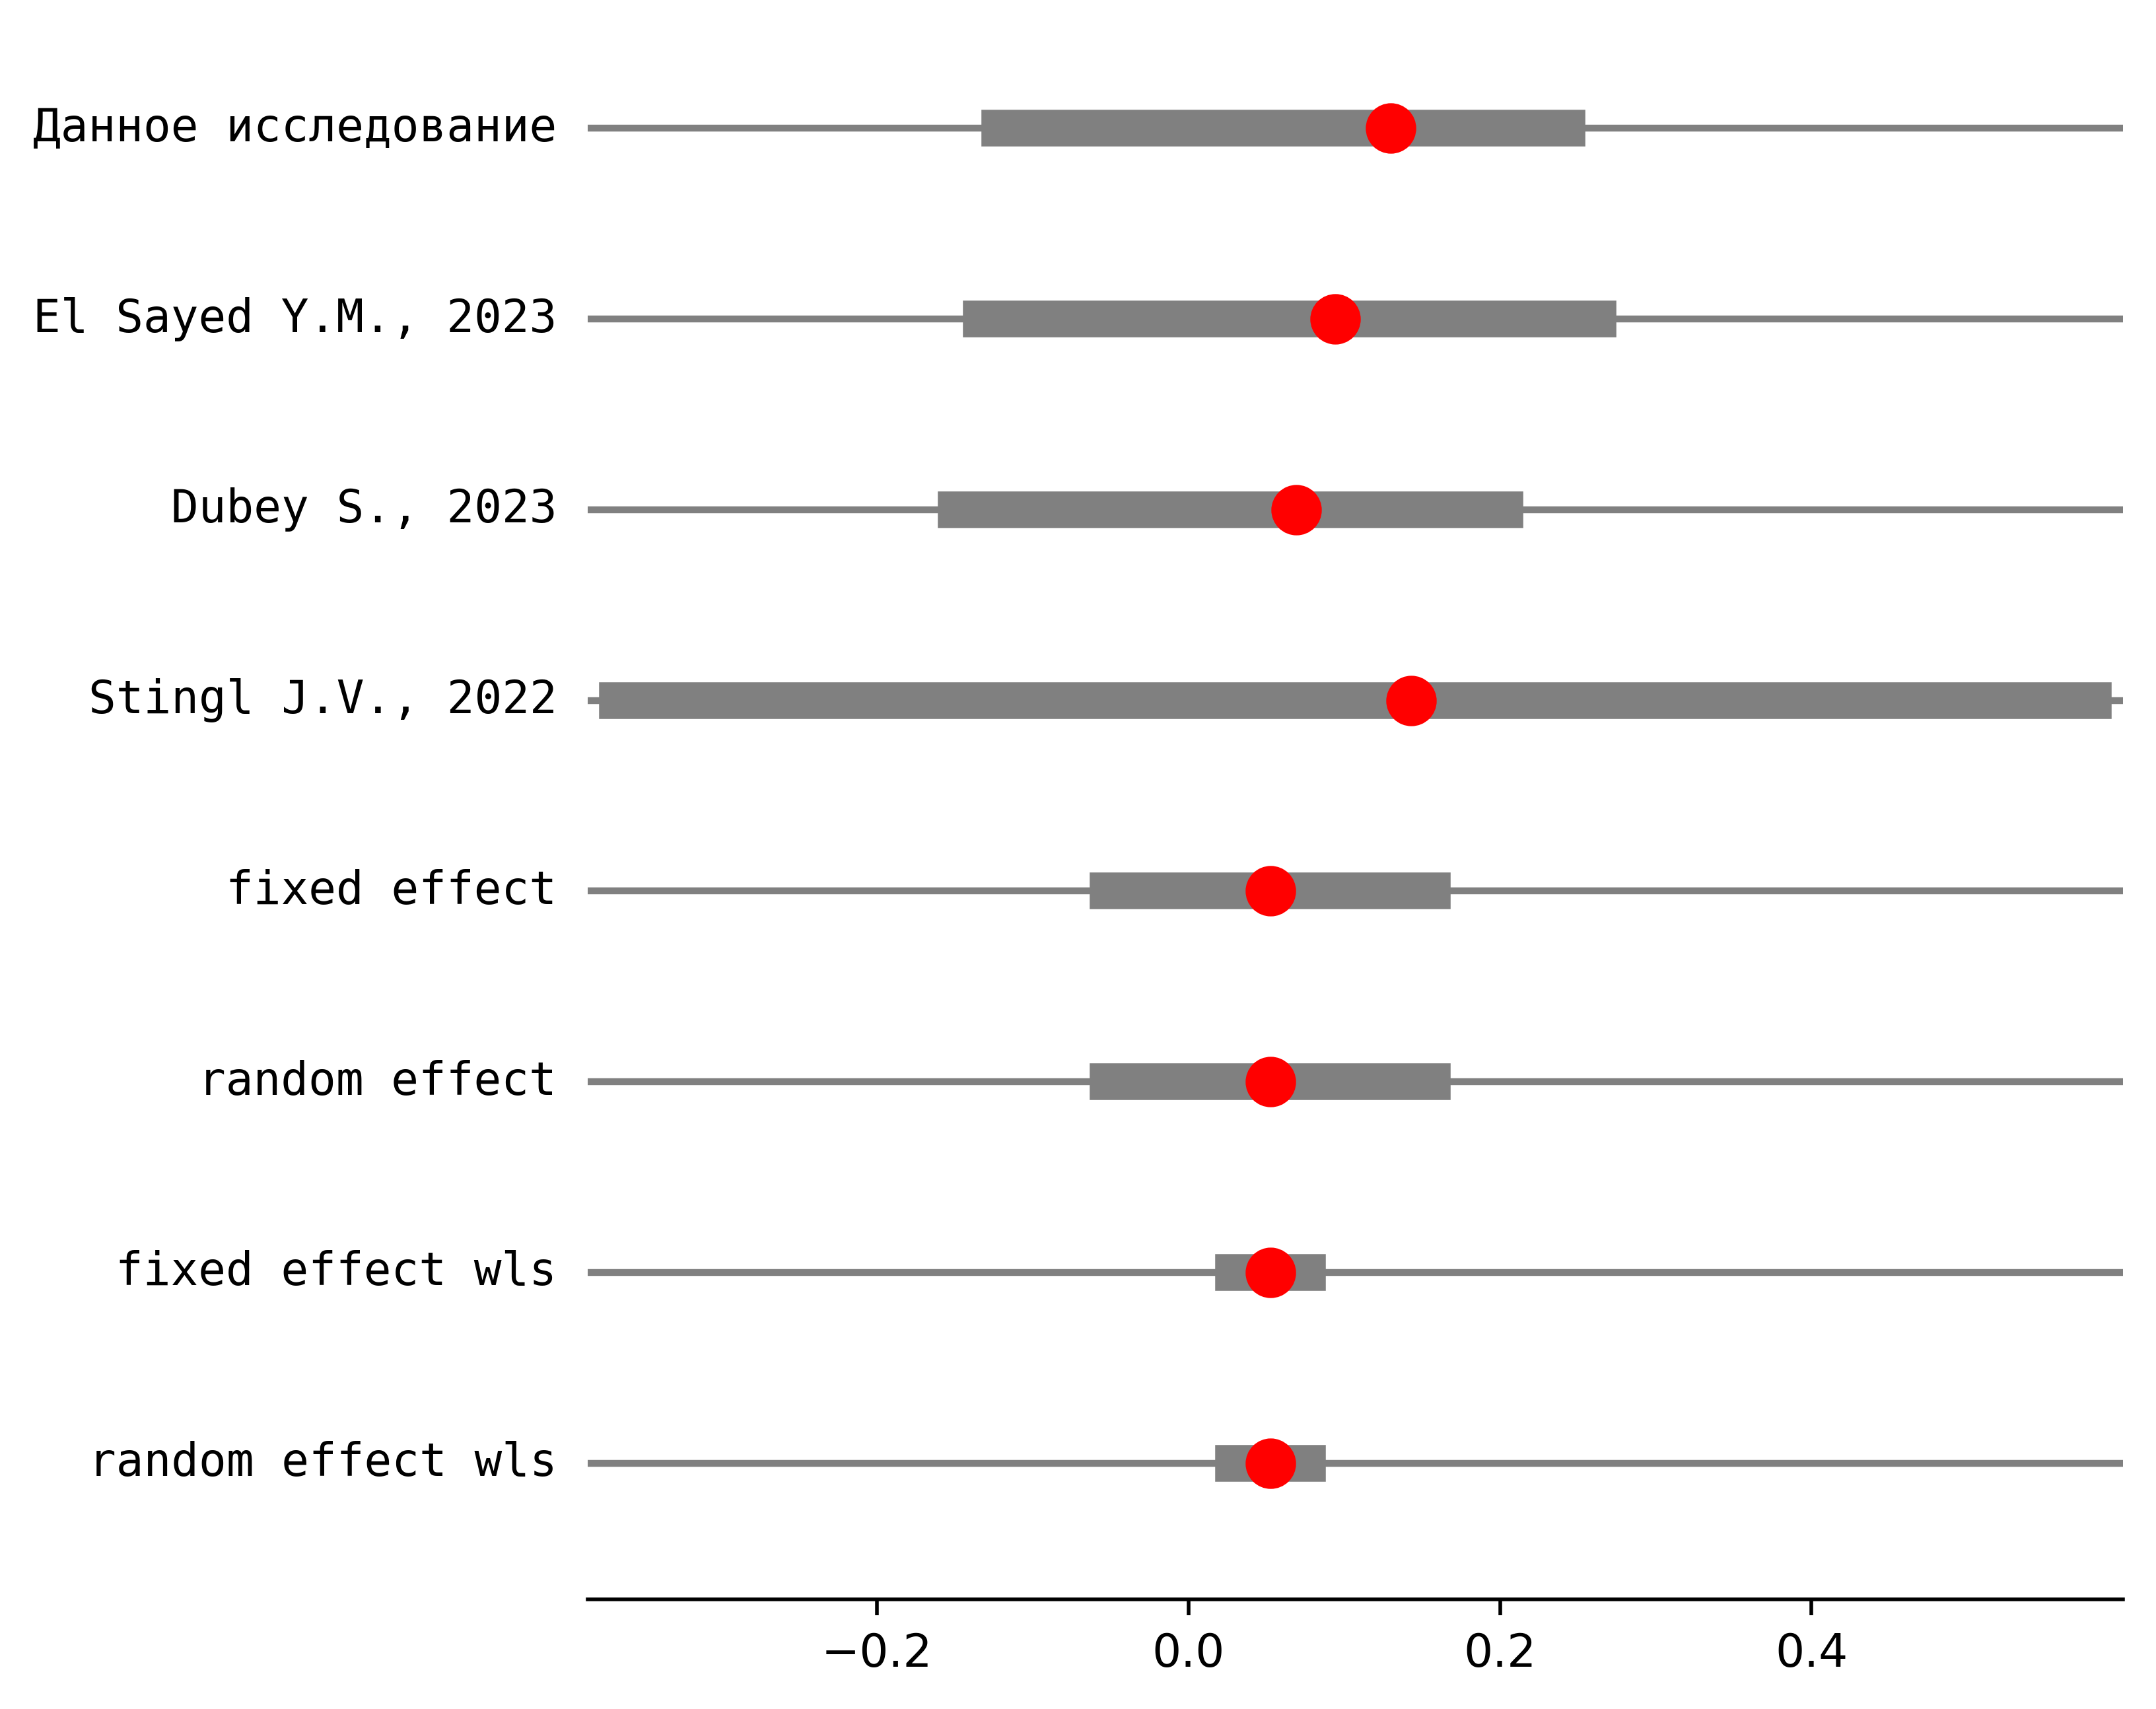 Данное исследование
El Sayed Y.M., 2023
Dubey S., 2023
Stingl J.V., 2022
fixed effect
random effect
fixed effect wls
random effect wls
−0.2 0.0 0.2 0.4